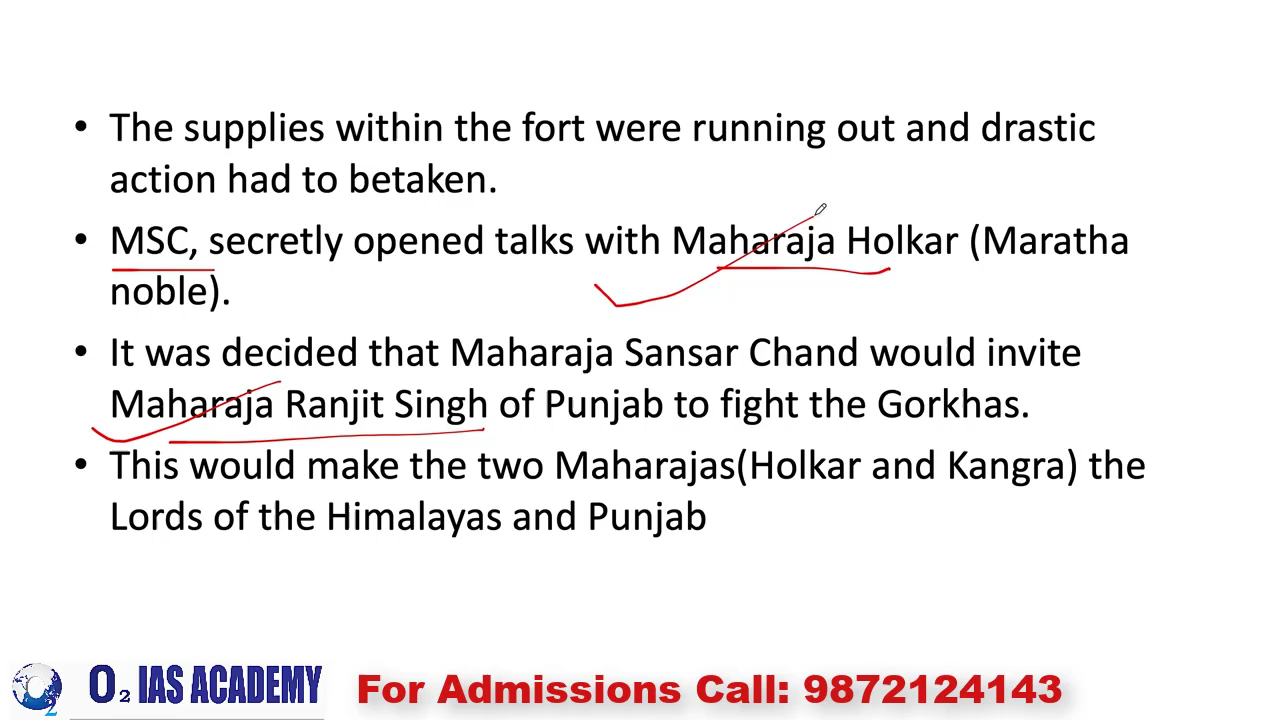 • The supplies within the fort were running out and drastic
action had to betaken.
• MSC, secretly opened talks with Maharaja Holkar (Maratha
noble).
• It was decided that Maharaja Sansar Chand would invite
Maharaja Ranjit Singh of Punjab to fight the Gorkhas.
• This would make the two Maharajas(Holkar and Kangra) the
Lords of the Himalayas and Punjab
O2 IAS ACADEMY
For Admissions Call: 9872124143